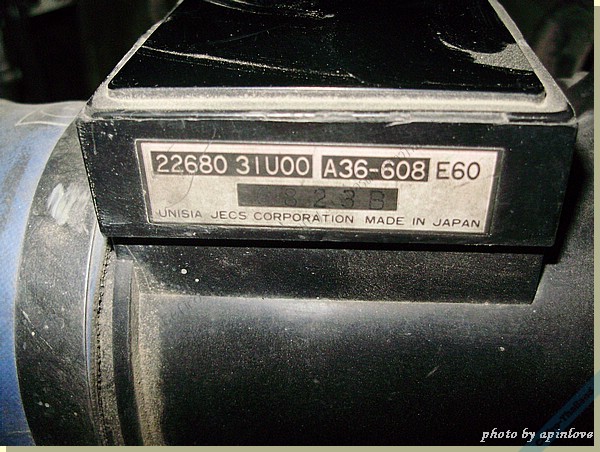 22680 31U00 A36-608 E60
823B
UNISIA JECS CORPORATION MADE IN JAPAN
photo by apinlove